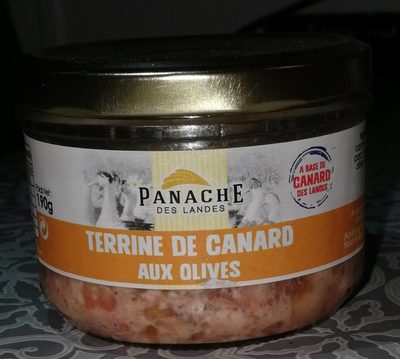 PANACHE
DES LANDES
A BASE DE
CANARD
DES LANDES
190g
TERRINE DE CANARD
AUX OLIVES